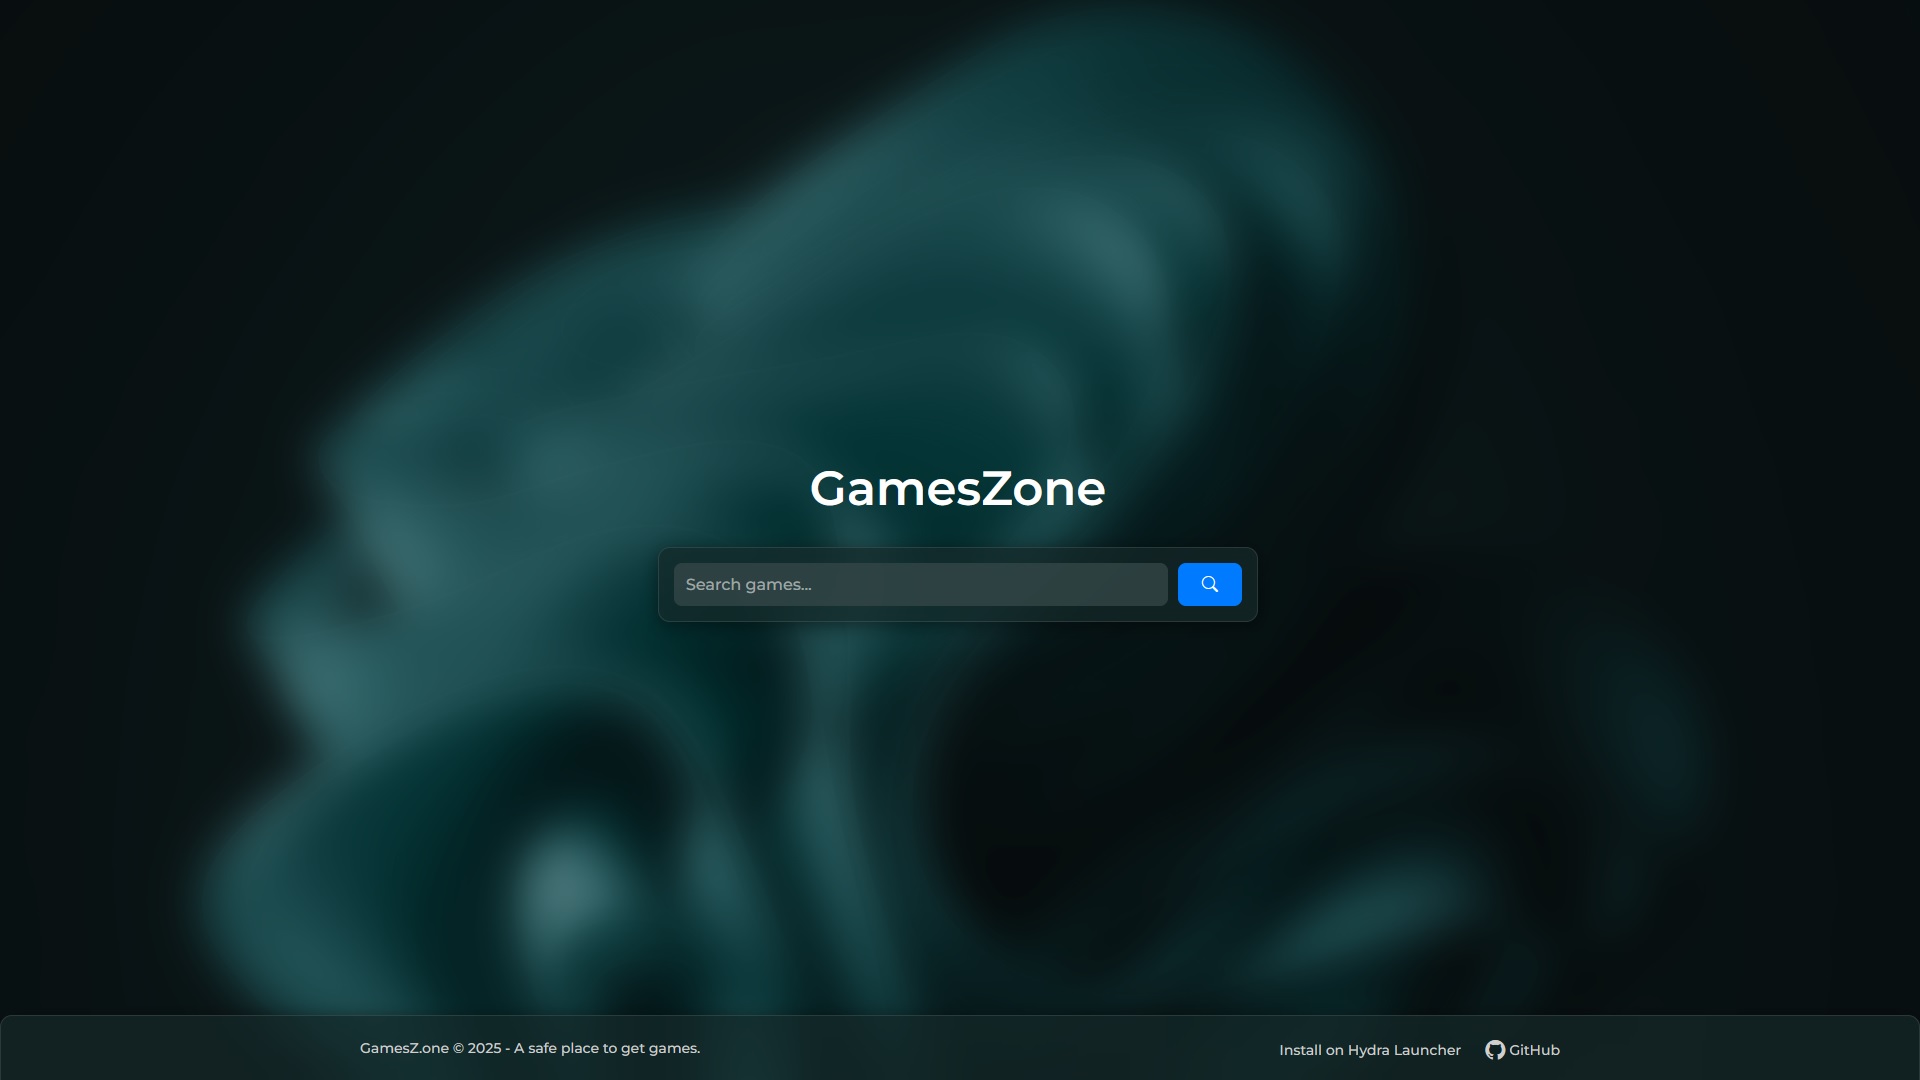 GamesZone
Search games...
GamesZ.one © 2025 - A safe place to get games.
Install on Hydra Launcher
GitHub